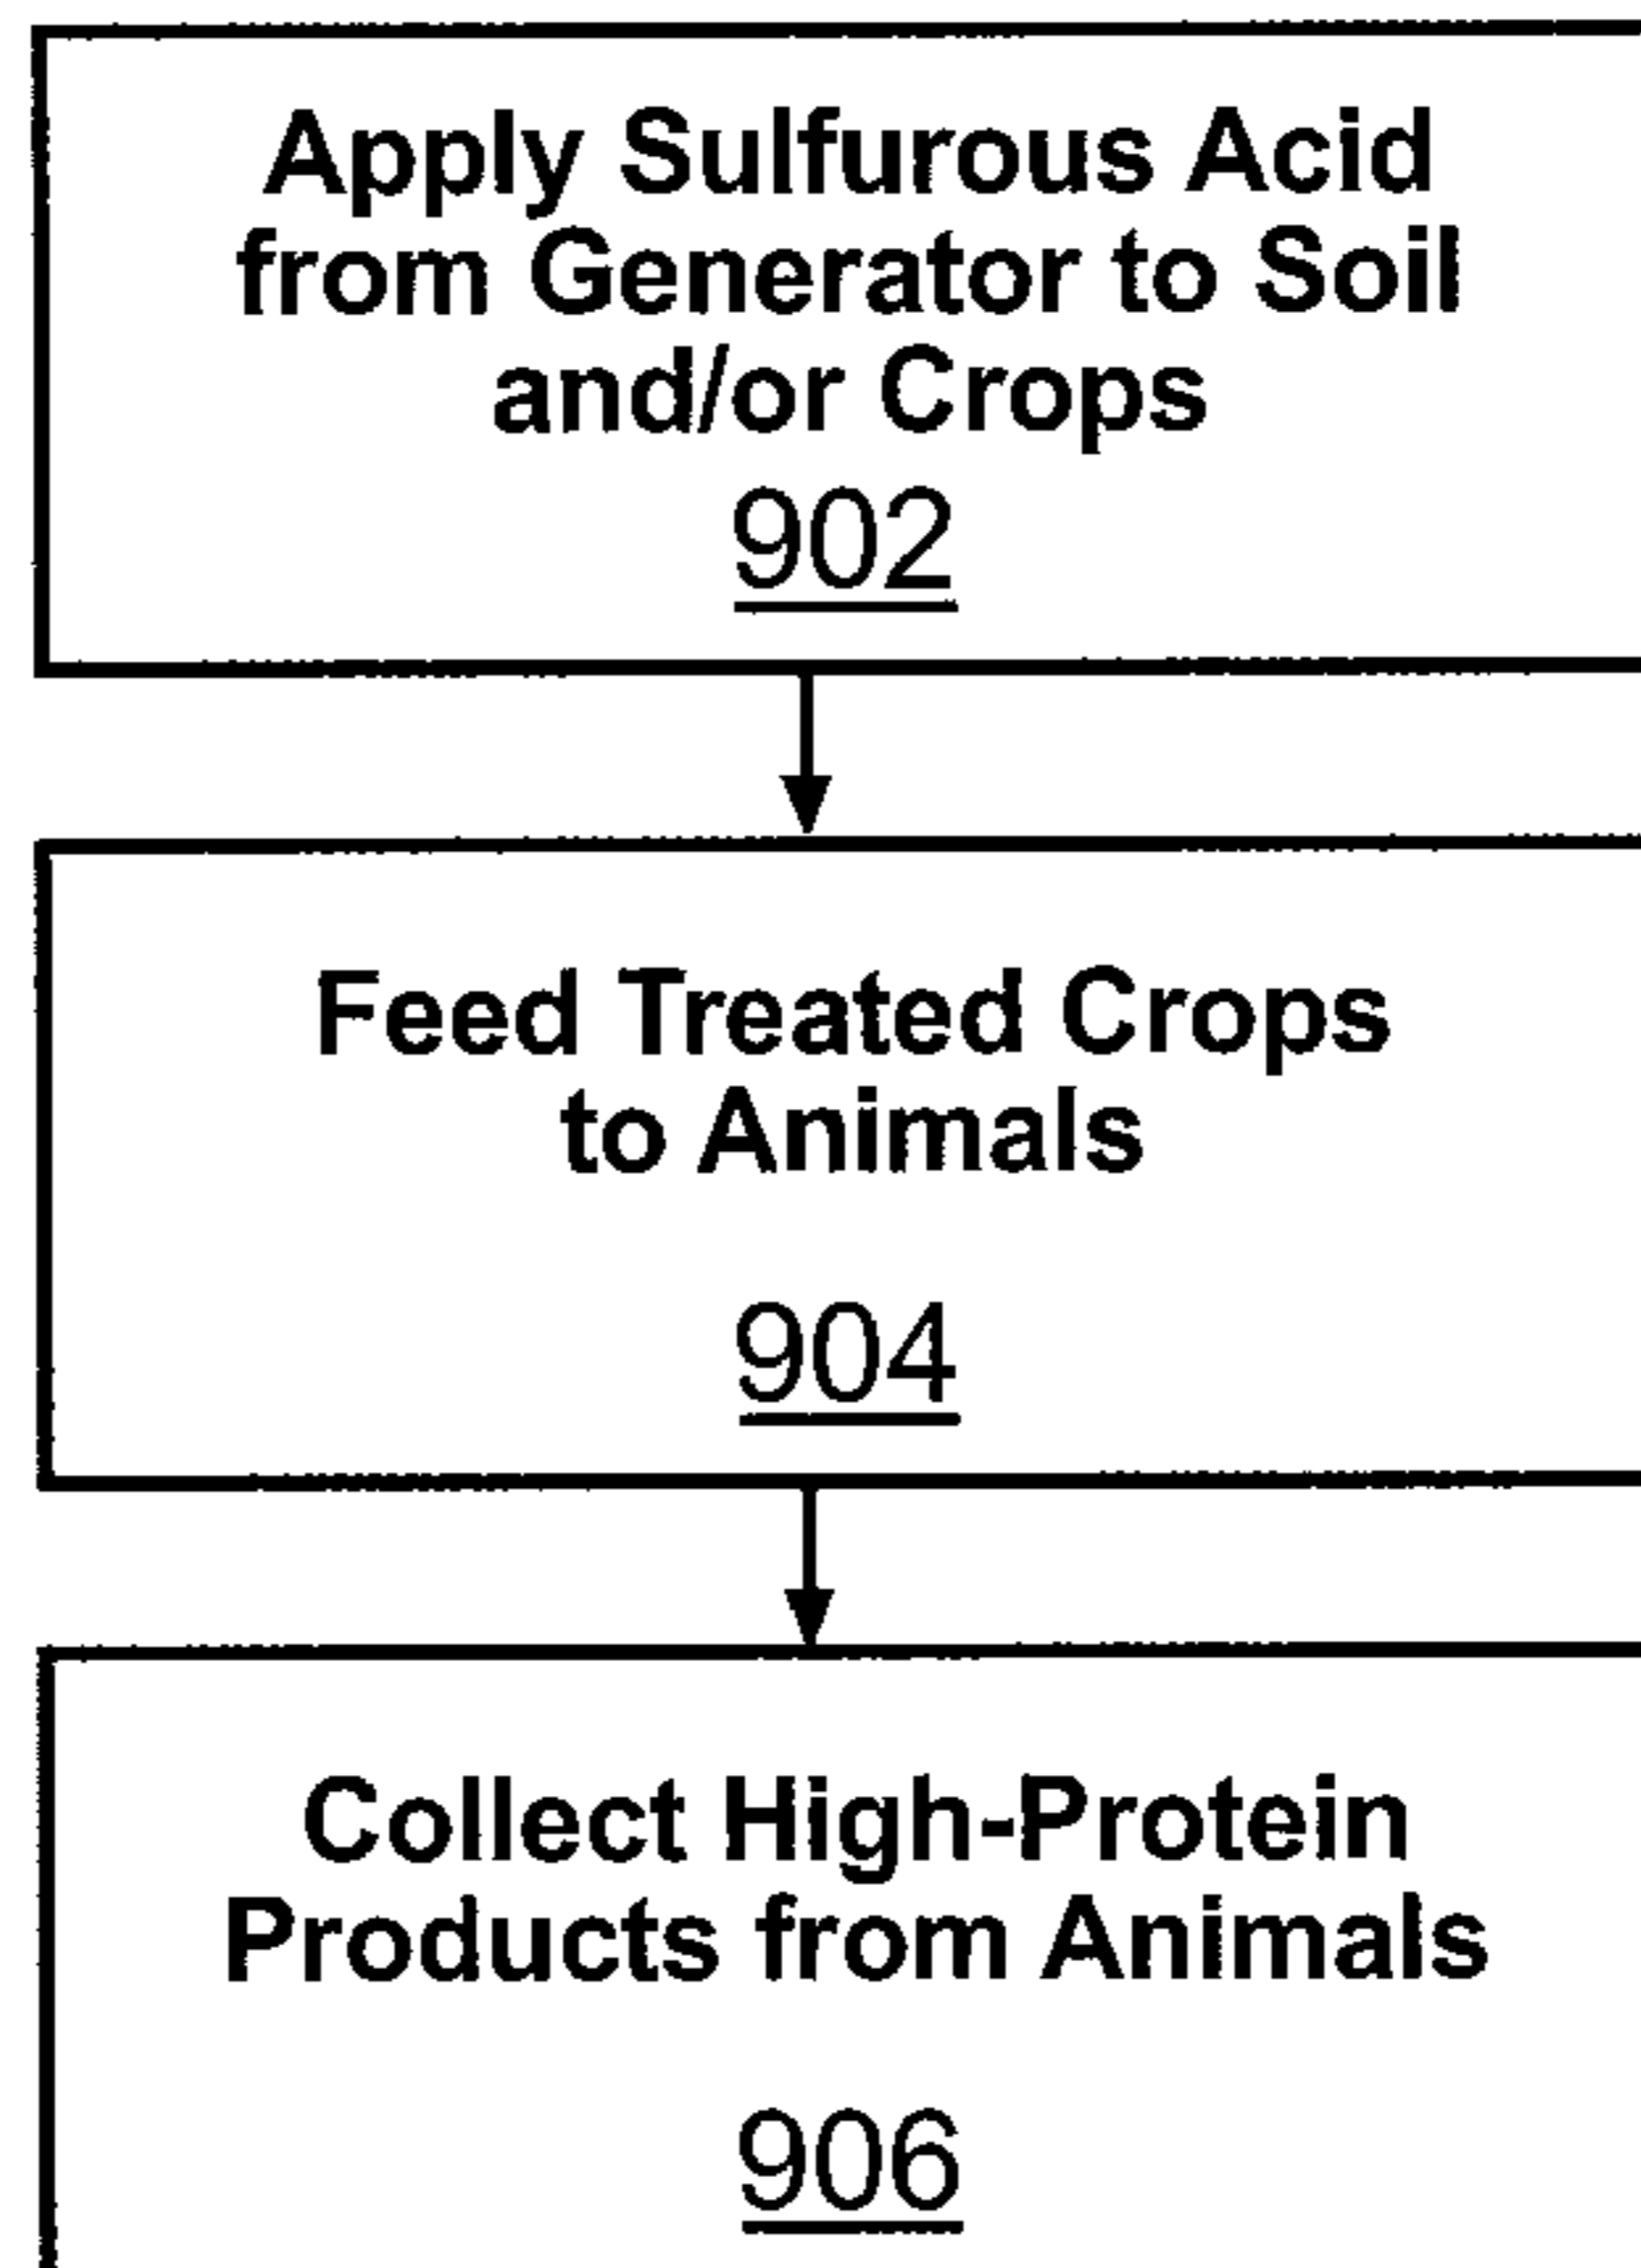 Apply Sulfurous Acid
from Generator to Soil
and/or Crops
902
Feed Treated Crops
to Animals
904
Collect High-Protein
Products from Animals
906